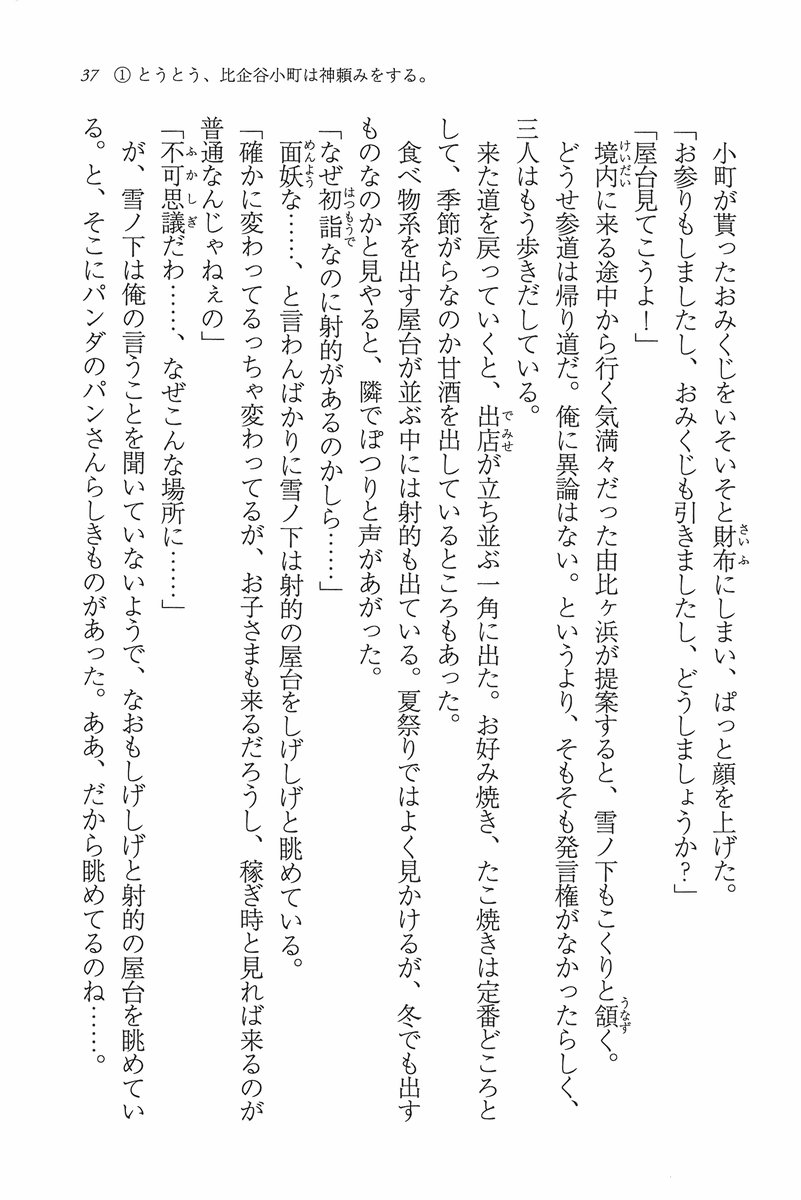 37 ①とうとう、比企谷小町は神頼みをする。
小町が貰ったおみくじをいそいそと財布にしまい、ぱっと顔を上げた。
「お参りもしましたし、おみくじも引きましたし、どうしましょうか?」
「屋台見てこうよ!」
境内に来る途中から行く気満々だった由比ヶ浜が提案すると、雪ノ下もこくりと頷く。
どうせ参道は帰り道だ。俺に異論はない。というより、そもそも発言権がなかったらしく、
三人はもう歩きだしている。
来た道を戻っていくと、出店が立ち並ぶ一角に出た。お好み焼き、たこ焼きは定番どころと
して、季節がらなのか甘酒を出しているところもあった。
食べ物系を出す屋台が並ぶ中には射的も出ている。夏祭りではよく見かけるが、冬でも出す
ものなのかと見やると、隣でぽつりと声があがった。
「なぜ初詣なのに射的があるのかしら……」
面妖な……、と言わんばかりに雪ノ下は射的の屋台をしげしげと眺めている。
「確かに変わってるっちゃ変わってるが、お子さまも来るだろうし、稼ぎ時と見れば来るのが
普通なんじゃねぇの」
「不可思議だわ……、なぜこんな場所に……」
が、雪ノ下は俺の言うことを聞いていないようで、なおもしげしげと射的の屋台を眺めてい
る。と、そこにパンダのパンさんらしきものがあった。ああ、だから眺めてるのね……。